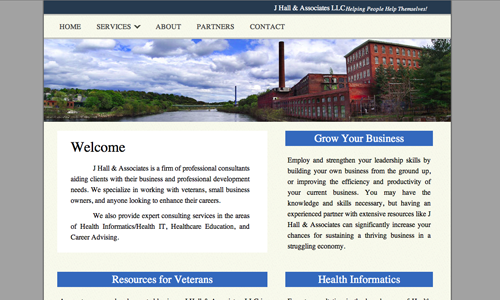 J Hall & Associates LLC Helping People Help Themselves!
HOME SERVICES ABOUT PARTNERS CONTACT
Welcome
J Hall & Associates is a firm of professional consultants
aiding clients with their business and professional development
needs. We specialize in working with veterans, small business
owners, and anyone looking to enhance their careers.
We also provide expert consulting services in the areas
of Health Informatics/Health IT, Healthcare Education, and
Career Advising.
Grow Your Business
Employ and strengthen your leadership skills by
building your own business from the ground up,
or improving the efficiency and productivity of
your current business. You may have the
knowledge and skills necessary, but having an
experienced partner with extensive resources like J
Hall & Associates can significantly increase your
chances for sustaining a thriving business in a
struggling economy.
Resources for Veterans
Health Informatics